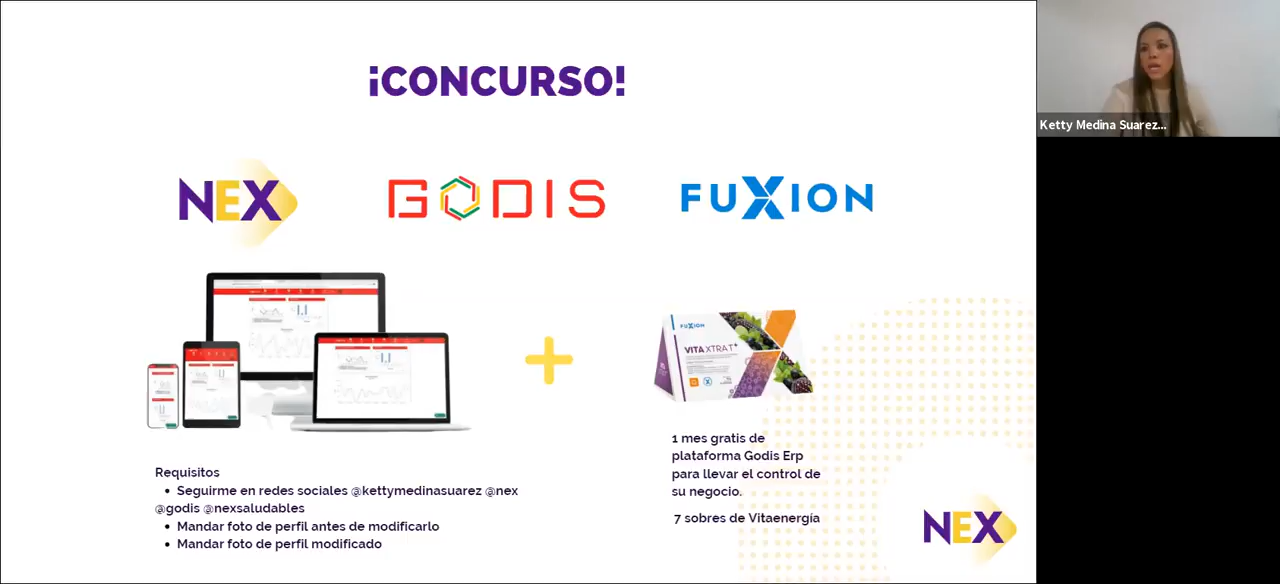 ¡CONCURSO!
NEX
GODIS
FUXION
FUXION
VITA XTRA T+
Requisitos
• Seguirme en redes sociales @kettymedinasuarez @nex
@godis @nexsaludables
• Mandar foto de perfil antes de modificarlo
• Mandar foto de perfil modificado
1 mes gratis de
plataforma Godis Erp
para llevar el control de
su negocio.
7 sobres de Vitaenergía
NEX
Ketty Medina Suarez...